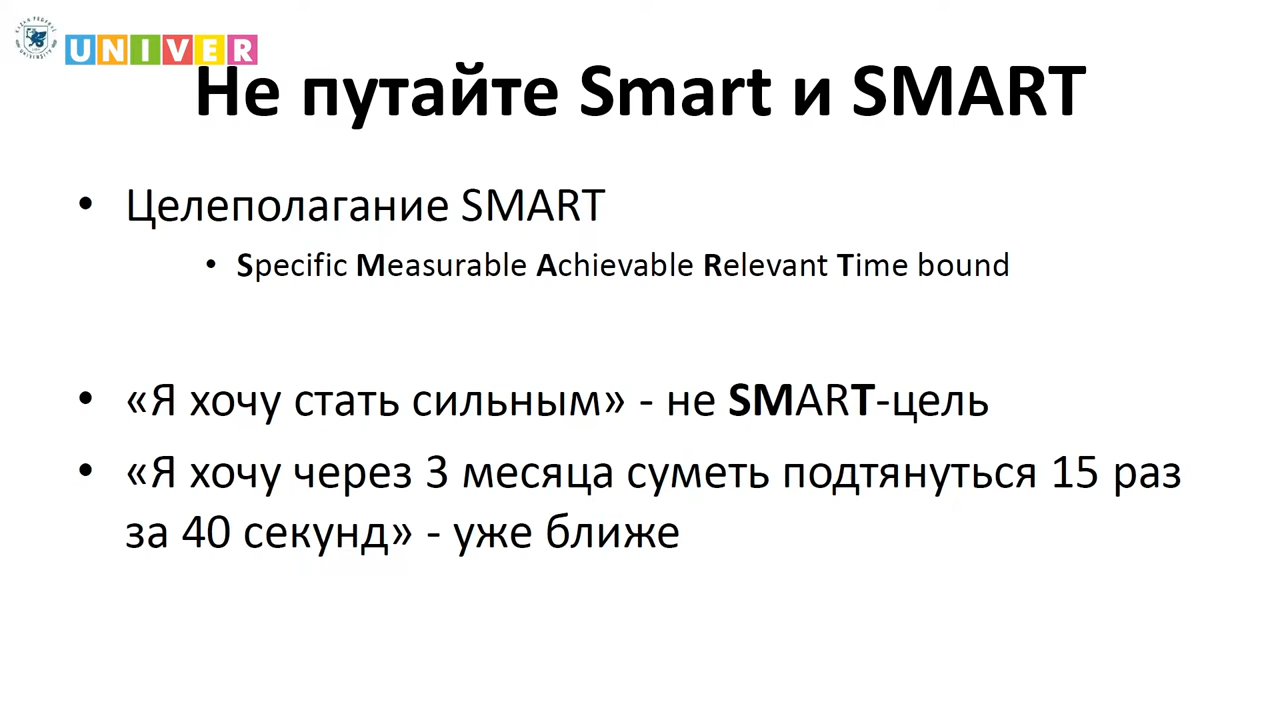 UNIVER
Не путайте Smart и SMART
• Целеполагание SMART
• Specific Measurable Achievable Relevant Time bound
• «Я хочу стать сильным» - не SMART-цель
• «Я хочу через 3 месяца суметь подтянуться 15 раз
за 40 секунд» - уже ближе